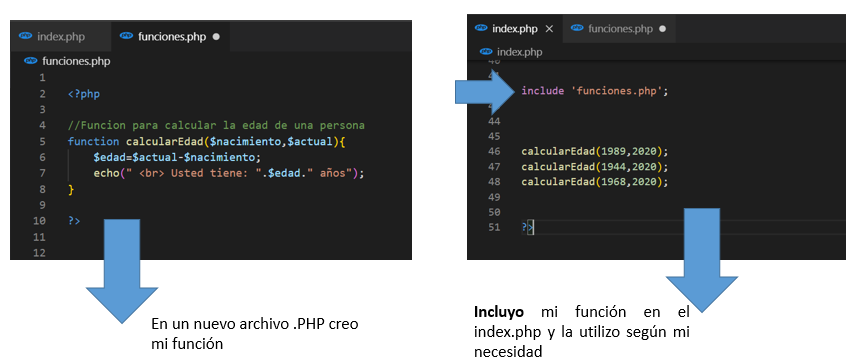 index.php
funciones.php
funciones.php
1
2 <?php
3
4 //Funcion para calcular la edad de una persona
5 function calcularEdad($nacimiento,$actual){
6 $edad=$actual-$nacimiento;
7 echo(" <br> Usted tiene: ".$edad." años");
8 }
9
10 ?>
11
12
En un nuevo archivo .PHP creo
mi función
index.php
funciones.php
index.php
include 'funciones.php';
44
45
46 calcularEdad(1989,2020);
47 calcularEdad(1944,2020);
48 calcularEdad(1968,2020);
49
50
51 ?>
Incluyo mi función en el
index.php y la utilizo según mi
necesidad